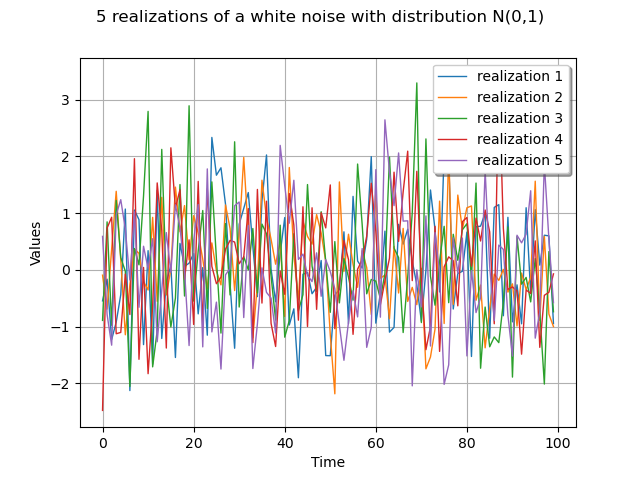 5 realizations of a white noise with distribution N(0,1)
realization 1
realization 2
realization 3
realization 4
realization 5
Values
3
2
1
0
−1
−2
0 20 40 60 80 100
Time